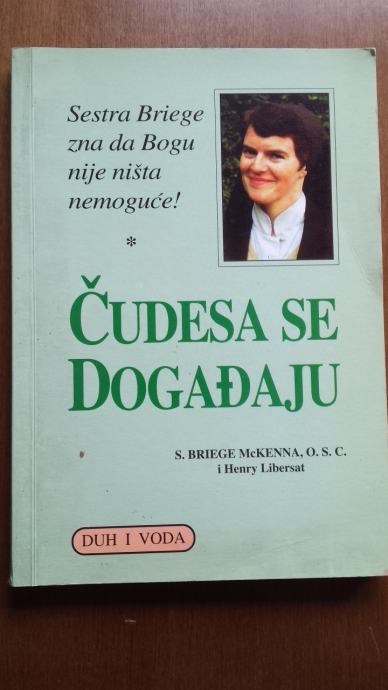 Sestra Briege
zna da Bogu
nije ništa
nemoguće!
*
ČUDESA SE
DOGAĐAJU
S. BRIEGE McKENNA, O. S. C.
i Henry Libersat
DUH I VODA